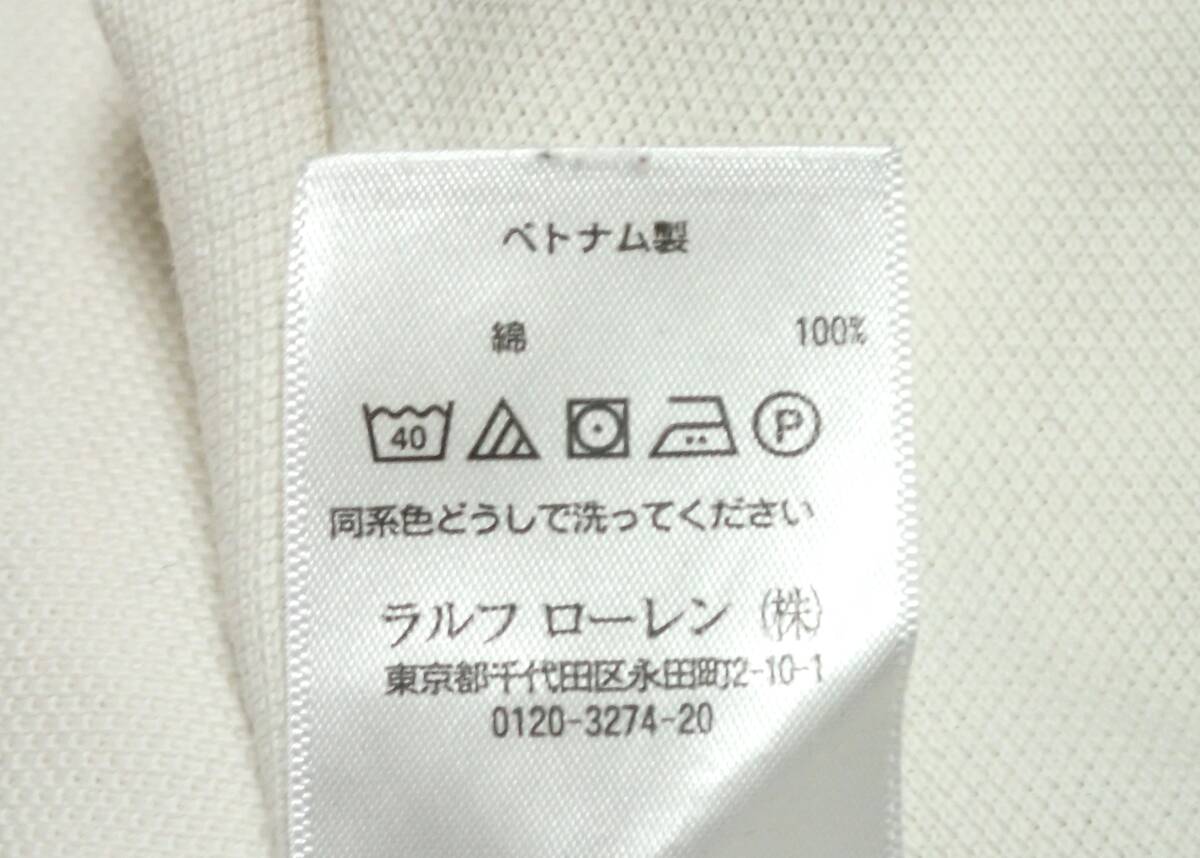 ベトナム製
綿 100%
40 P
同系色どうしで洗ってください
ラルフ ローレン (株)
東京都千代田区永田町2-10-1
0120-3274-20